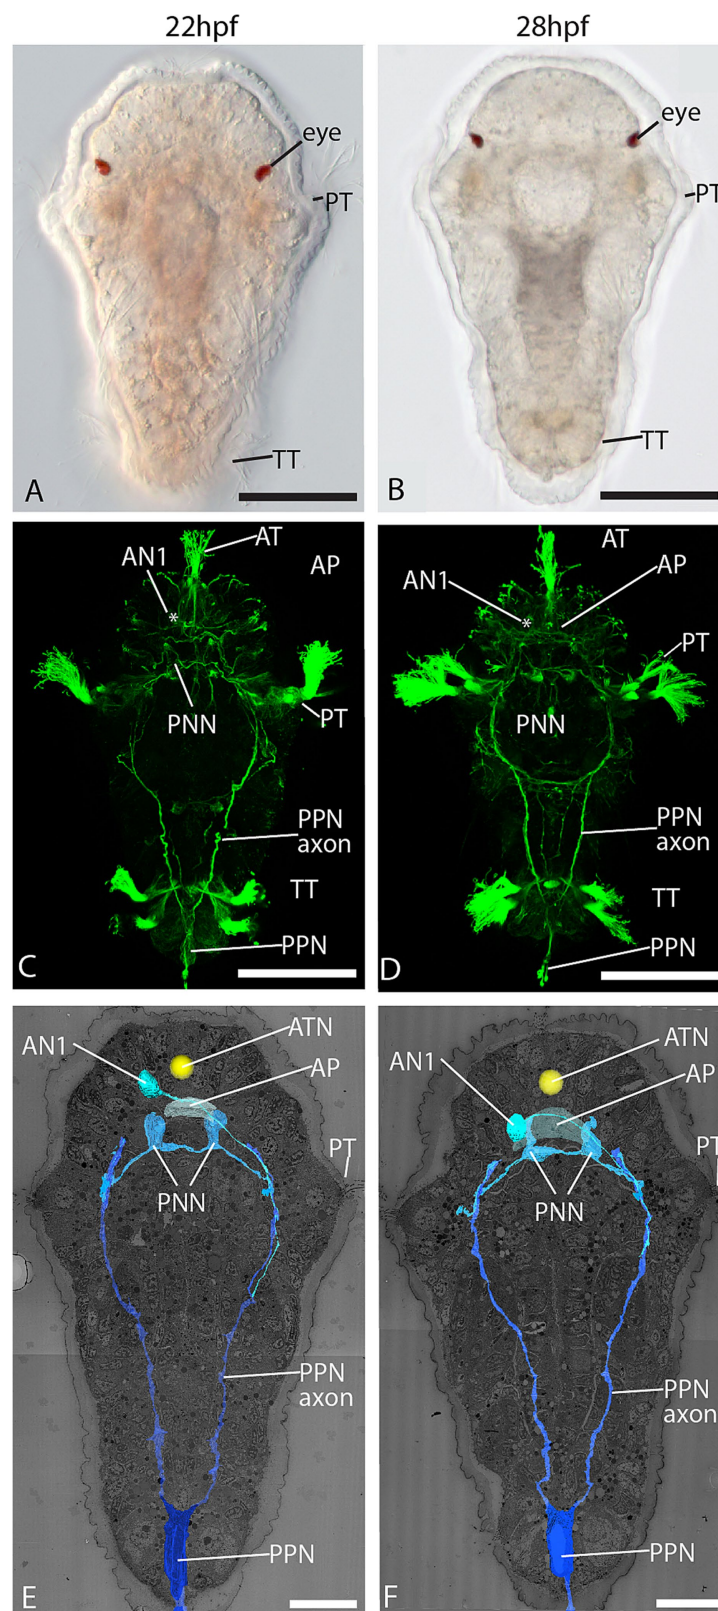 22hpf
28hpf
eye
PT
TT
A
eye
PT
TT
B
AT
AN1
AP
*
PNN
PT
PPN
axon
TT
PPN
C
AT
AN1
AP
*
PT
PNN
PPN
axon
TT
PPN
D
ATN
AN1
AP
PT
PNN
PPN
axon
PPN
E
ATN
AN1
AP
PT
PNN
PPN
axon
PPN
F